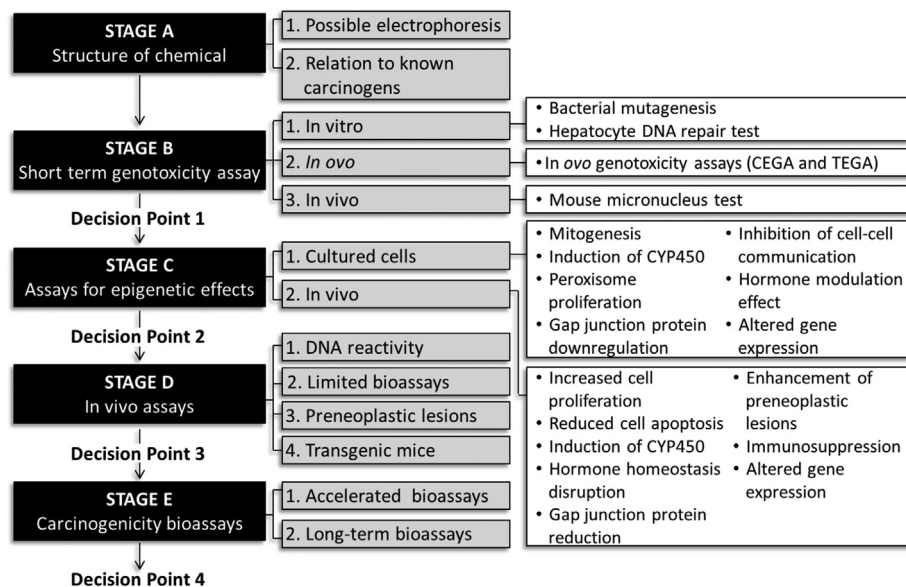 STAGE A
Structure of chemical
1. Possible electrophoresis
2. Relation to known
carcinogens
STAGE B
Short term genotoxicity assay
1. In vitro
• Bacterial mutagenesis
• Hepatocyte DNA repair test
2. In ovo
• In ovo genotoxicity assays (CEGA and TEGA)
3. In vivo
• Mouse micronucleus test
Decision Point 1
STAGE C
Assays for epigenetic effects
1. Cultured cells
2. In vivo
• Mitogenesis
• Induction of CYP450
• Peroxisome
proliferation
• Gap junction protein
downregulation
• Inhibition of cell-cell
communication
• Hormone modulation
effect
• Altered gene
expression
• Increased cell
proliferation
• Reduced cell apoptosis
• Induction of CYP450
• Hormone homeostasis
disruption
• Gap junction protein
reduction
• Enhancement of
preneoplastic
lesions
• Immunosuppression
• Altered gene
expression
Decision Point 2
STAGE D
In vivo assays
1. DNA reactivity
2. Limited bioassays
3. Preneoplastic lesions
4. Transgenic mice
Decision Point 3
STAGE E
Carcinogenicity bioassays
1. Accelerated bioassays
2. Long-term bioassays
Decision Point 4